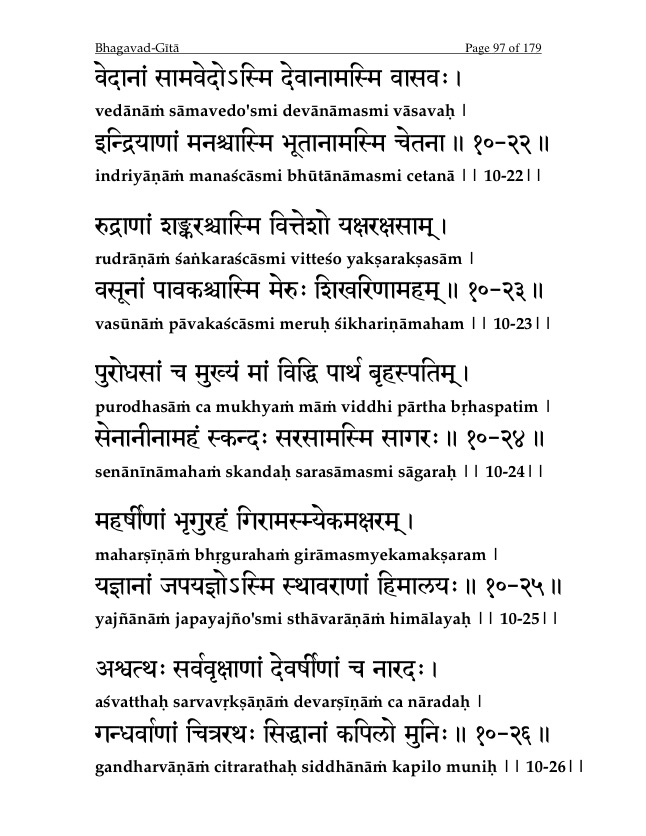 Bhagavad-Gītā Page 97 of 179
वेदानां सामवेदोऽस्मि देवानामस्मि वासवः ।
vedānāṁ sāmavedo'smi devānāmasmi vāsavaḥ |
इन्द्रियाणां मनश्चास्मि भूतानामस्मि चेतना ॥ १०-२२ ॥
indriyāṇāṁ manaścāsmi bhūtānāmasmi cetanā || 10-22||
रुद्राणां शङ्करश्चास्मि वित्तेशो यक्षरक्षसाम् ।
rudrāṇāṁ śaṅkaraścāsmi vitteśo yakṣarakṣasām |
वसूनां पावकश्चास्मि मेरुः शिखरिणामहम् ॥ १०-२३ ॥
vasūnāṁ pāvakaścāsmi meruḥ śikhariṇāmaham || 10-23||
पुरोधसां च मुख्यं मां विद्धि पार्थ बृहस्पतिम् ।
purodhasāṁ ca mukhyaṁ māṁ viddhi pārtha bṛhaspatim |
सेनानीनामहं स्कन्दः सरसामस्मि सागरः ॥ १०-२४ ॥
senānīnāmahaṁ skandaḥ sarasāmasmi sāgaraḥ || 10-24||
महर्षीणां भृगुरहं गिरामस्म्येकमक्षरम् ।
maharṣīṇāṁ bhṛgurahaṁ girāmasmyekamakṣaram |
यज्ञानां जपयज्ञोऽस्मि स्थावराणां हिमालयः ॥ १०-२५ ॥
yajñānāṁ japayajño'smi sthāvarāṇāṁ himālayaḥ || 10-25||
अश्वत्थः सर्ववृक्षाणां देवर्षीणां च नारदः ।
aśvatthaḥ sarvavṛkṣāṇāṁ devarṣīṇāṁ ca nāradaḥ |
गन्धर्वाणां चित्ररथः सिद्धानां कपिलो मुनिः ॥ १०-२६ ॥
gandharvāṇāṁ citrarathaḥ siddhānāṁ kapilo muniḥ || 10-26||